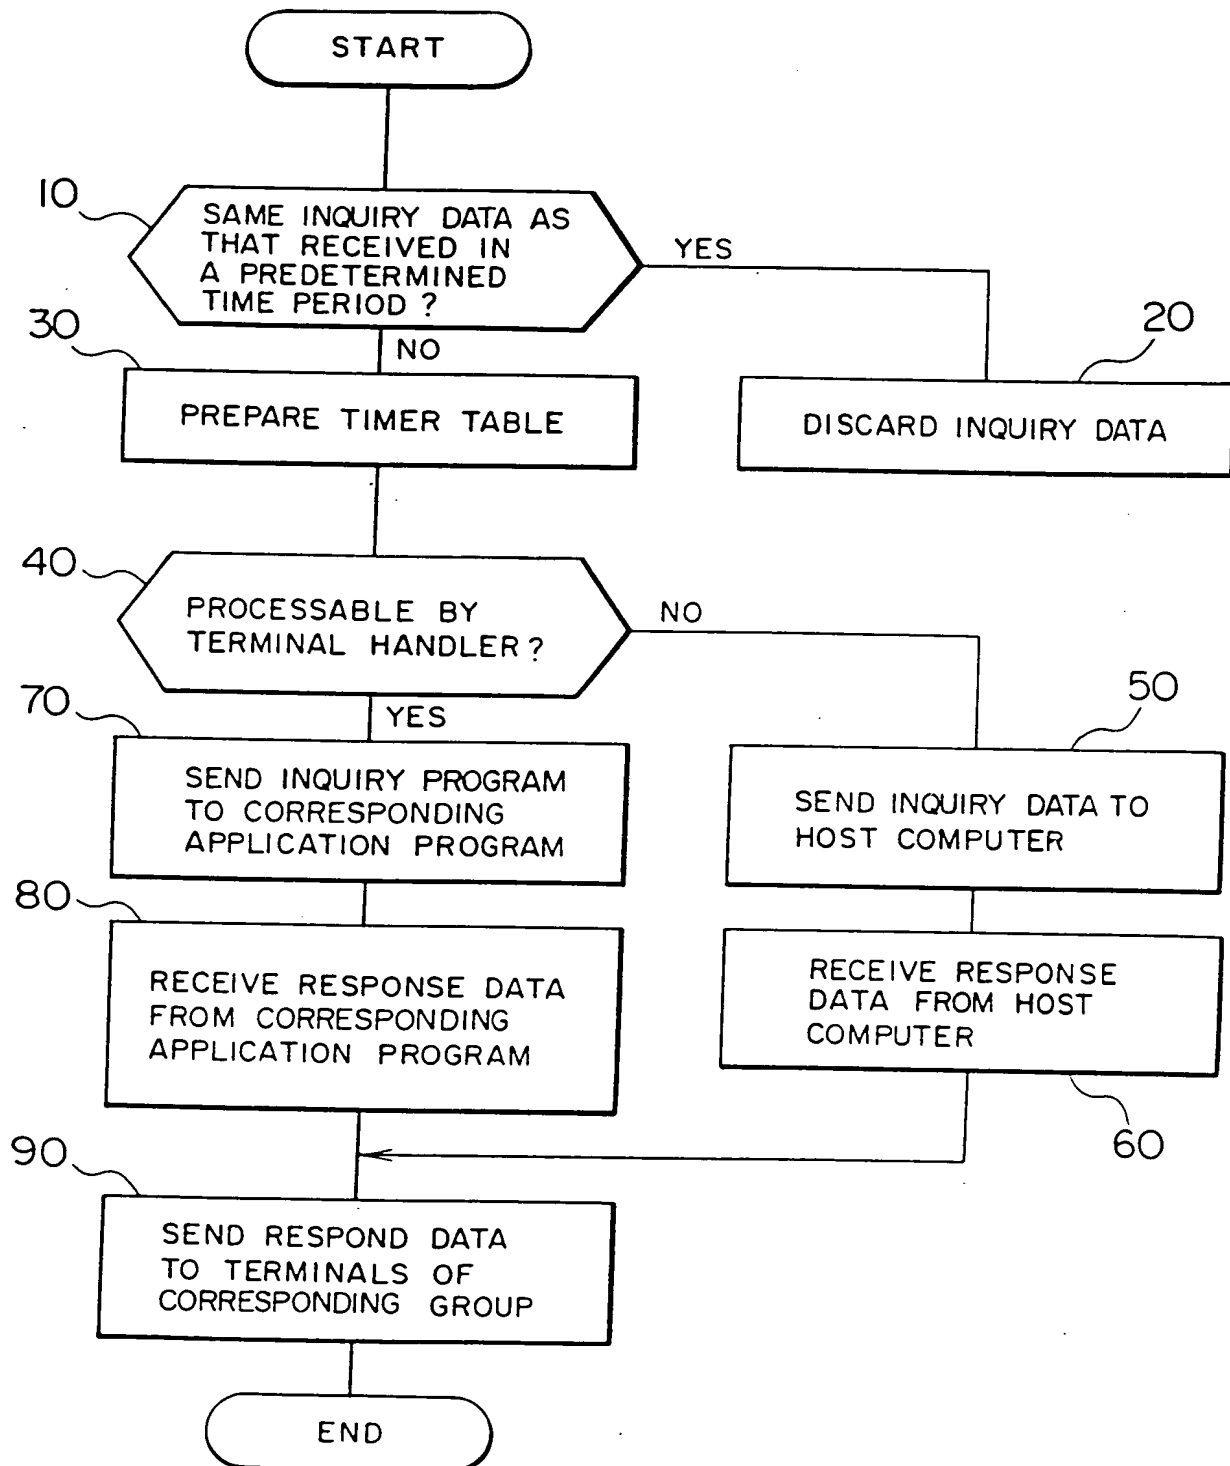 START
10
SAME INQUIRY DATA AS
THAT RECEIVED IN
A PREDETERMINED
TIME PERIOD ?
YES
30
NO
20
PREPARE TIMER TABLE
DISCARD INQUIRY DATA
40
PROCESSABLE BY
TERMINAL HANDLER ?
NO
70
YES
50
SEND INQUIRY PROGRAM
TO CORRESPONDING
APPLICATION PROGRAM
SEND INQUIRY DATA TO
HOST COMPUTER
80
RECEIVE RESPONSE DATA
FROM CORRESPONDING
APPLICATION PROGRAM
RECEIVE RESPONSE
DATA FROM HOST
COMPUTER
60
90
SEND RESPOND DATA
TO TERMINALS OF
CORRESPONDING GROUP
END